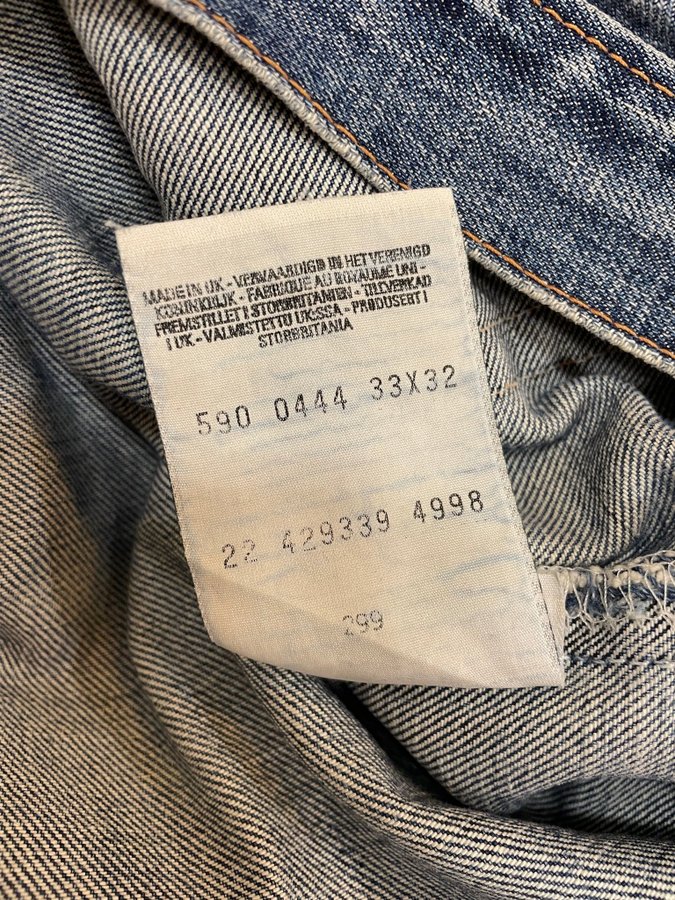 MADE IN UK - VERVAARDIGD IN HET VERENIGD
KONINKRIJK - FABRIQUE AU ROYAUME UNI -
FREMSTILLET I STORBRITANIEN - TILLVERKAD
I UK - VALMISTETTO UK:SSA - PRODUSERT I
STORBRITANIA
590 0444 33X32
22 429339 4998
299